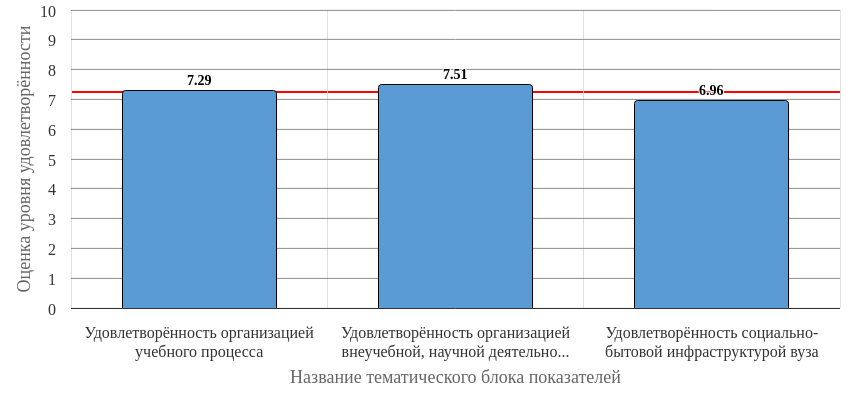 Оценка уровня удовлетворённости
10
9
8
7
6
5
4
3
2
1
0
7.29
7.51
6.96
Удовлетворённость организацией
учебного процесса
Удовлетворённость организацией
внеучебной, научной деятельно...
Удовлетворённость социально-
бытовой инфраструктурой вуза
Название тематического блока показателей